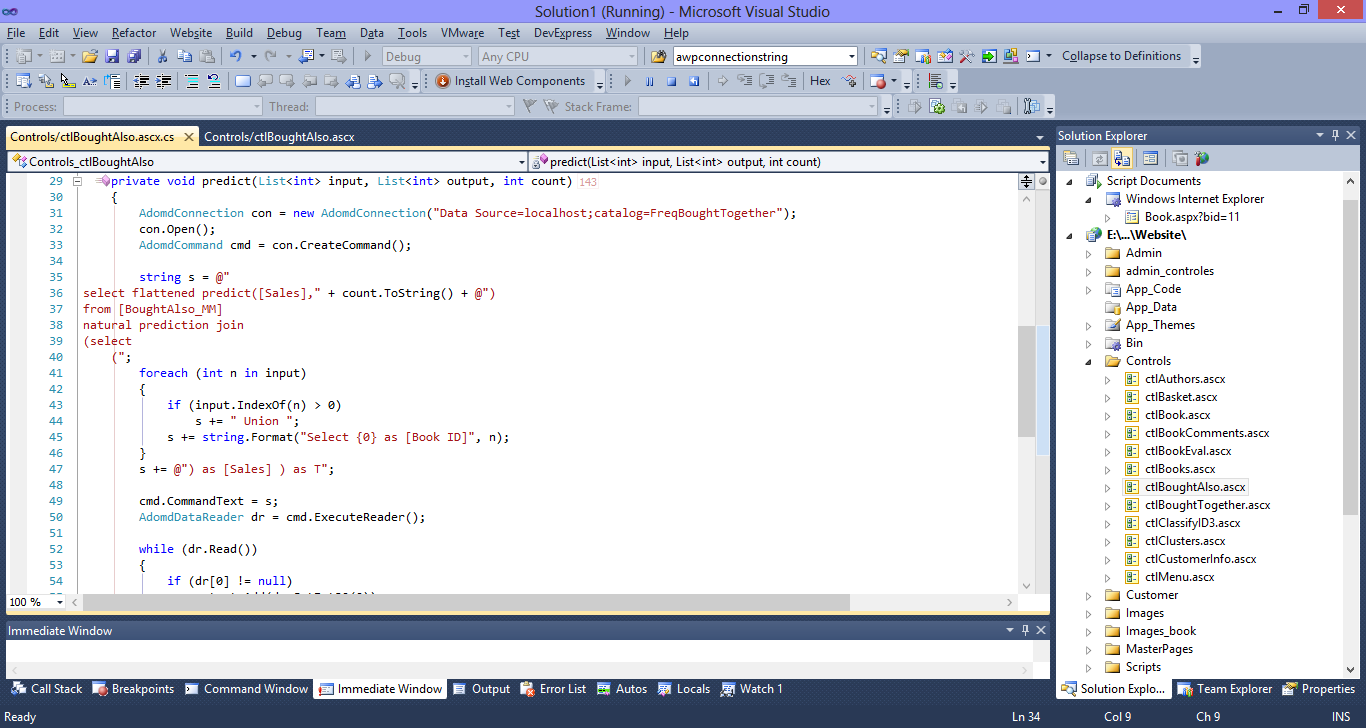 Solution1 (Running) - Microsoft Visual Studio
File Edit View Refactor Website Build Debug Team Data Tools VMware Test DevExpress Window Help
Debug Any CPU awpconnectionstring Collapse to Definitions
Install Web Components Hex
Process: Thread: Stack Frame:
Controls/ctlBoughtAlso.ascx.cs Controls/ctlBoughtAlso.ascx
Controls_ctlBoughtAlso predict(List<int> input, List<int> output, int count)
29 private void predict(List<int> input, List<int> output, int count) 143
30 {
31 AdomdConnection con = new AdomdConnection("Data Source=localhost;catalog=FreqBoughtTogether");
32 con.Open();
33 AdomdCommand cmd = con.CreateCommand();
34
35 string s = @"
36 select flattened predict([Sales]," + count.ToString() + @")
37 from [BoughtAlso_MM]
38 natural prediction join
39 (select
40 (";
41 foreach (int n in input)
42 {
43 if (input.IndexOf(n) > 0)
44 s += " Union ";
45 s += string.Format("Select {0} as [Book ID]", n);
46 }
47 s += @") as [Sales] ) as T";
48
49 cmd.CommandText = s;
50 AdomdDataReader dr = cmd.ExecuteReader();
51
52 while (dr.Read())
53 {
54 if (dr[0] != null)
100 %
Immediate Window
Call Stack Breakpoints Command Window Immediate Window Output Error List Autos Locals Watch 1
Solution Explorer
Script Documents
Windows Internet Explorer
Book.aspx?bid=11
E:\...\Website\
Admin
admin_controles
App_Code
App_Data
App_Themes
Bin
Controls
ctlAuthors.ascx
ctlBasket.ascx
ctlBook.ascx
ctlBookComments.ascx
ctlBookEval.ascx
ctlBooks.ascx
ctlBoughtAlso.ascx
ctlBoughtTogether.ascx
ctlClassifyID3.ascx
ctlClusters.ascx
ctlCustomerInfo.ascx
ctlMenu.ascx
Customer
Images
Images_book
MasterPages
Scripts
Solution Explo... Team Explorer Properties
Ready Ln 34 Col 9 Ch 9 INS